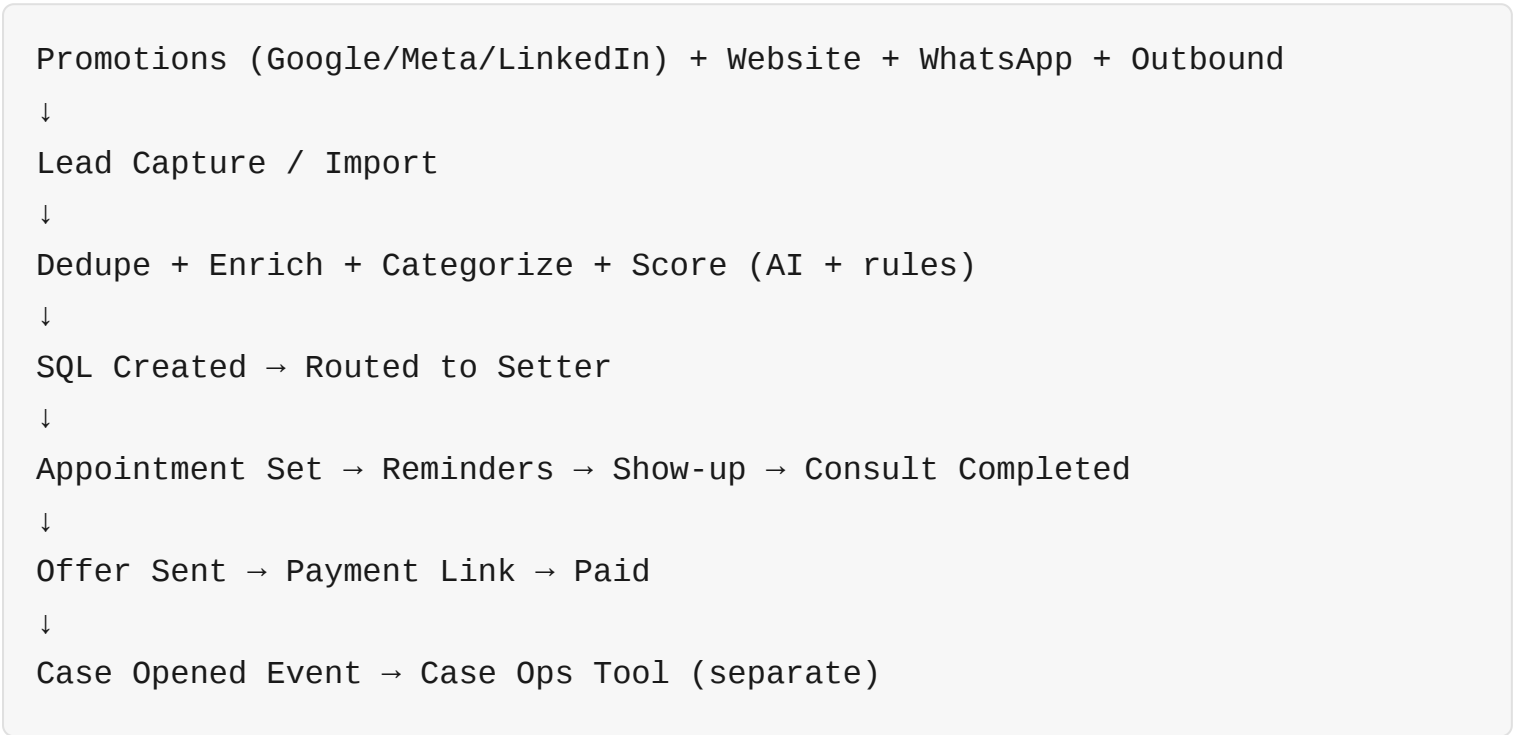 Promotions (Google/Meta/LinkedIn) + Website + WhatsApp + Outbound
↓
Lead Capture / Import
↓
Dedupe + Enrich + Categorize + Score (AI + rules)
↓
SQL Created → Routed to Setter
↓
Appointment Set → Reminders → Show-up → Consult Completed
↓
Offer Sent → Payment Link → Paid
↓
Case Opened Event → Case Ops Tool (separate)